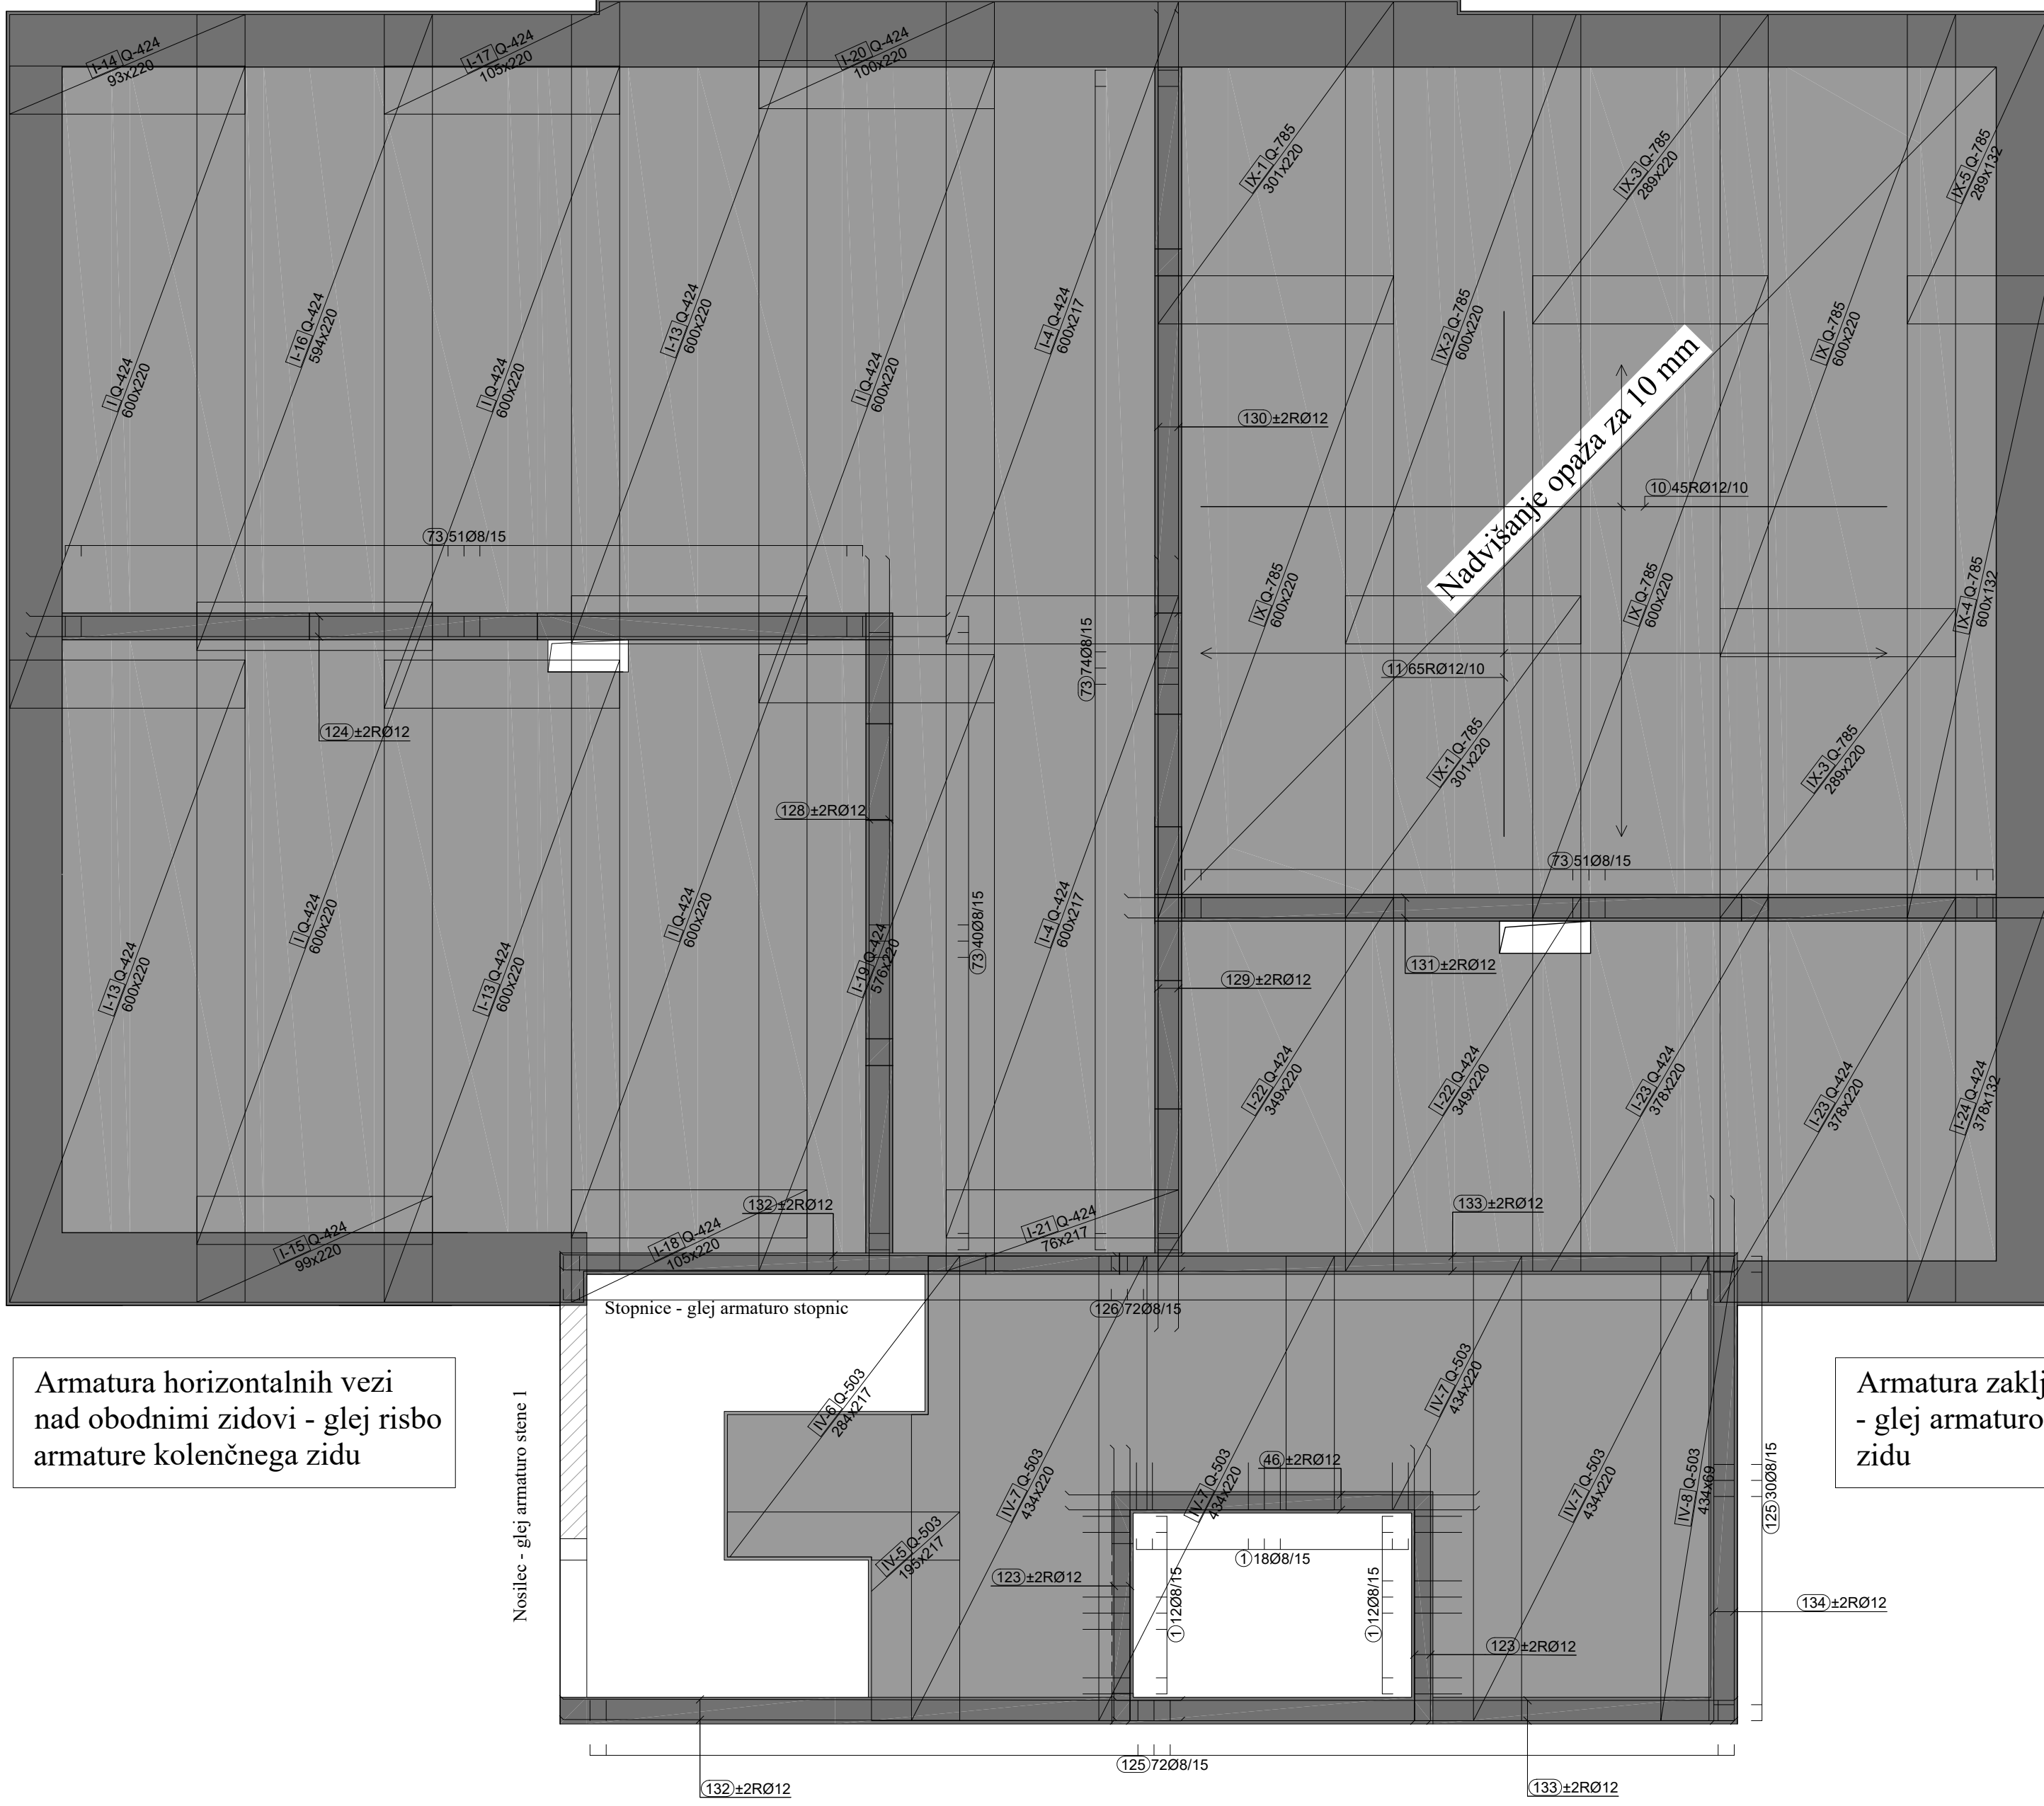 I-14 Q-424
93x220
I-17 Q-424
105x220
I-20 Q-424
100x220
IX-1 Q-785
301x220
IX-3 Q-785
289x220
IX-5 Q-785
289x132
I Q-424
600x220
I-16 Q-424
594x220
I Q-424
600x220
I-13 Q-424
600x220
I Q-424
600x220
I-4 Q-424
600x217
IX-2 Q-785
600x220
IX Q-785
600x220
Nadvišanje opaža za 10 mm
130 ±2RØ12
10 45RØ12/10
73 51Ø8/15
IX Q-785
600x220
IX Q-785
600x220
IX-4 Q-785
600x132
73 74Ø8/15
11 65RØ12/10
124 ±2RØ12
IX-1 Q-785
301x220
IX-3 Q-785
289x220
128 ±2RØ12
73 51Ø8/15
I-13 Q-424
600x220
I Q-424
600x220
I-13 Q-424
600x220
I Q-424
600x220
I-19 Q-424
576x220
73 40Ø8/15
I-4 Q-424
600x217
129 ±2RØ12
131 ±2RØ12
I-22 Q-424
349x220
I-22 Q-424
349x220
I-23 Q-424
378x220
I-23 Q-424
378x220
I-24 Q-424
378x132
132 ±2RØ12
133 ±2RØ12
I-15 Q-424
99x220
I-18 Q-424
105x220
I-21 Q-424
76x217
Stopnice - glej armaturo stopnic
126 72Ø8/15
Armatura horizontalnih vezi
nad obodnimi zidovi - glej risbo
armature kolenčnega zidu
Nosilec - glej armaturo stene 1
IV-6 Q-503
284x217
IV-7 Q-503
434x220
Armatura zaklj
- glej armaturo
zidu
46 ±2RØ12
IV-7 Q-503
434x220
IV-7 Q-503
434x220
IV-7 Q-503
434x220
IV-8 Q-503
434x69
125 30Ø8/15
IV-5 Q-503
195x217
1 18Ø8/15
123 ±2RØ12
1 12Ø8/15
1 12Ø8/15
134 ±2RØ12
123 ±2RØ12
125 72Ø8/15
132 ±2RØ12
133 ±2RØ12